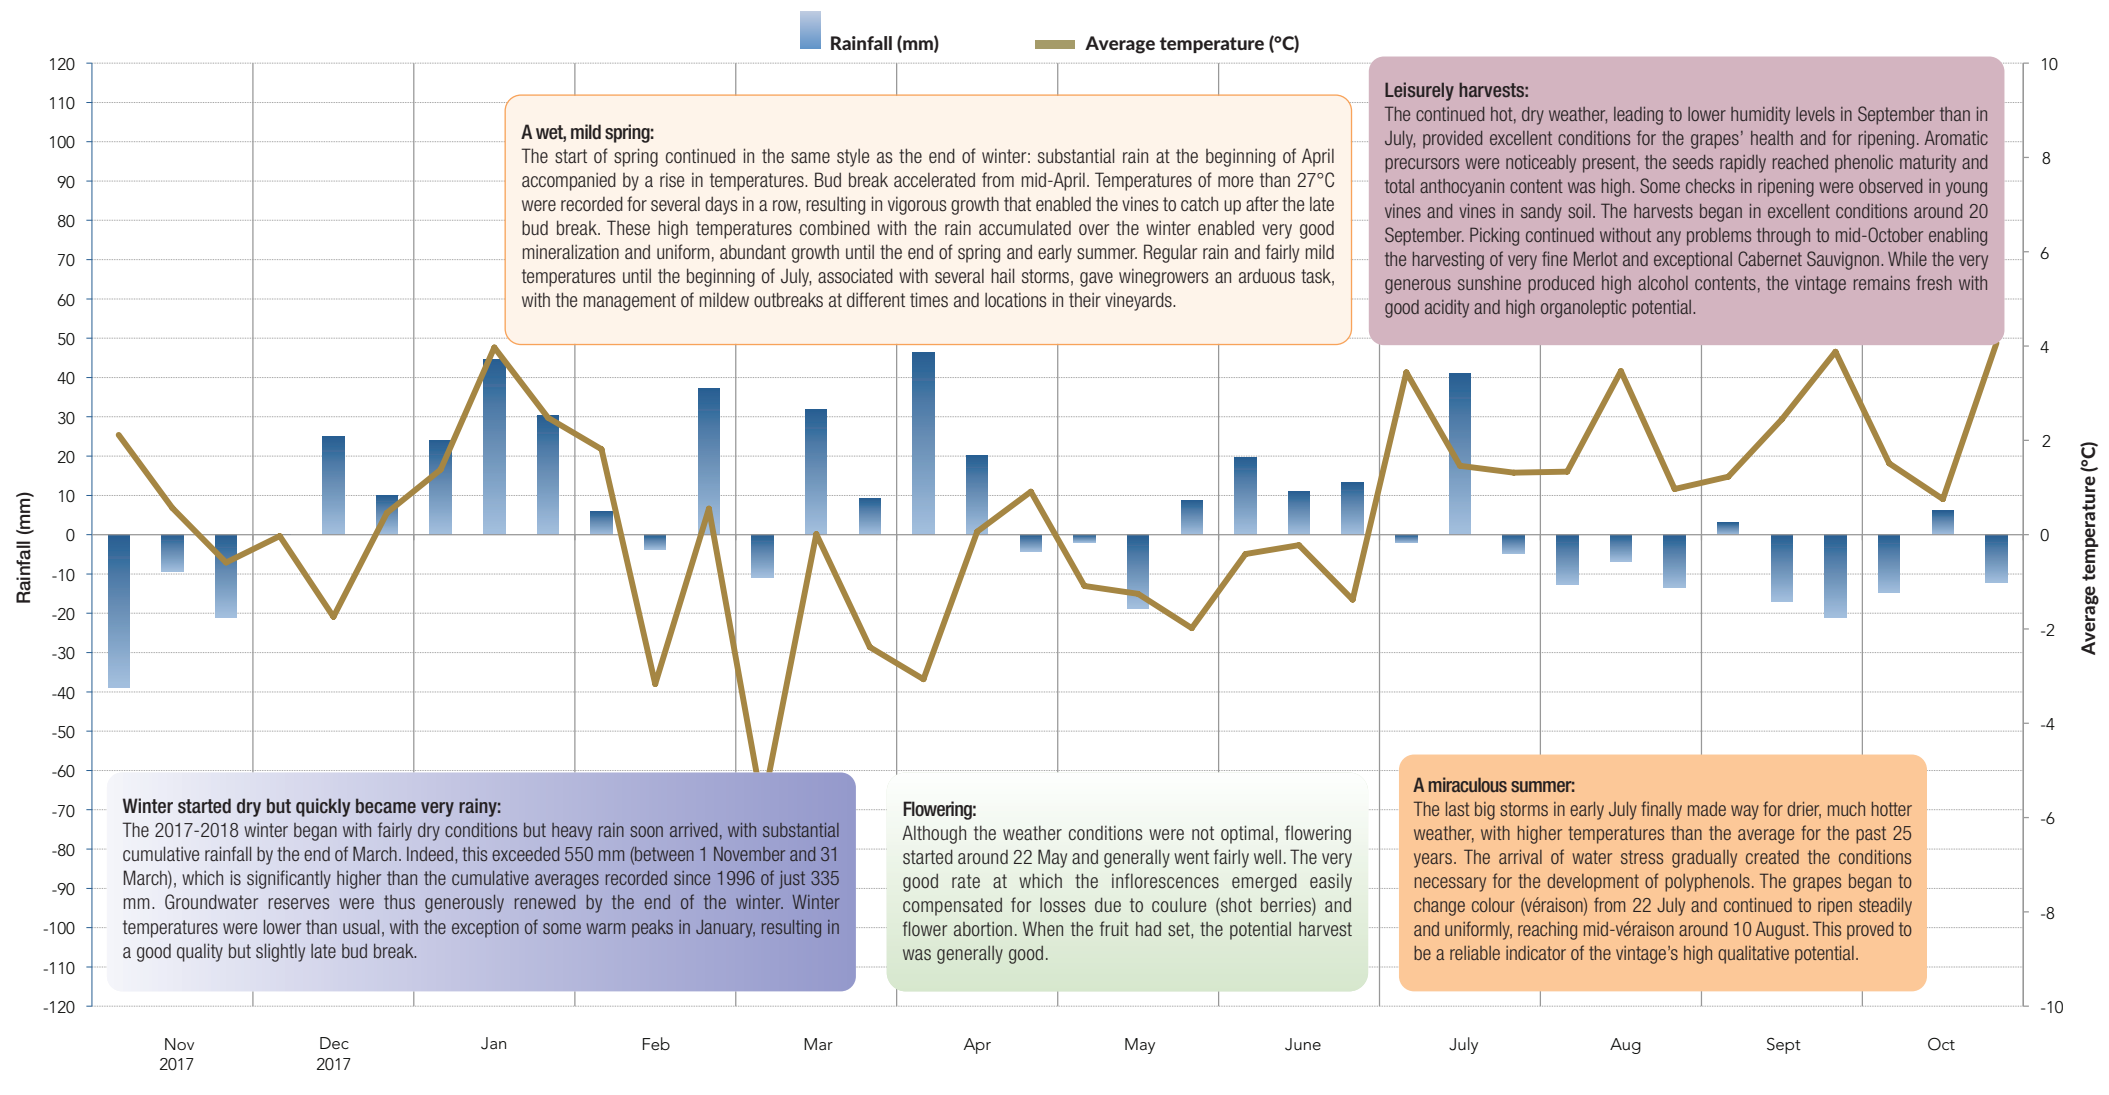 Rainfall (mm)
Average temperature (°C)
120
110
100
90
80
70
60
50
40
30
20
10
0
-10
-20
-30
-40
-50
-60
-70
-80
-90
-100
-110
-120
Rainfall (mm)
A wet, mild spring:
The start of spring continued in the same style as the end of winter: substantial rain at the beginning of April
accompanied by a rise in temperatures. Bud break accelerated from mid-April. Temperatures of more than 27°C
were recorded for several days in a row, resulting in vigorous growth that enabled the vines to catch up after the late
bud break. These high temperatures combined with the rain accumulated over the winter enabled very good
mineralization and uniform, abundant growth until the end of spring and early summer. Regular rain and fairly mild
temperatures until the beginning of July, associated with several hail storms, gave winegrowers an arduous task,
with the management of mildew outbreaks at different times and locations in their vineyards.
Leisurely harvests:
The continued hot, dry weather, leading to lower humidity levels in September than in
July, provided excellent conditions for the grapes' health and for ripening. Aromatic
precursors were noticeably present, the seeds rapidly reached phenolic maturity and
total anthocyanin content was high. Some checks in ripening were observed in young
vines and vines in sandy soil. The harvests began in excellent conditions around 20
September. Picking continued without any problems through to mid-October enabling
the harvesting of very fine Merlot and exceptional Cabernet Sauvignon. While the very
generous sunshine produced high alcohol contents, the vintage remains fresh with
good acidity and high organoleptic potential.
Winter started dry but quickly became very rainy:
The 2017-2018 winter began with fairly dry conditions but heavy rain soon arrived, with substantial
cumulative rainfall by the end of March. Indeed, this exceeded 550 mm (between 1 November and 31
March), which is significantly higher than the cumulative averages recorded since 1996 of just 335
mm. Groundwater reserves were thus generously renewed by the end of the winter. Winter
temperatures were lower than usual, with the exception of some warm peaks in January, resulting in
a good quality but slightly late bud break.
Flowering:
Although the weather conditions were not optimal, flowering
started around 22 May and generally went fairly well. The very
good rate at which the inflorescences emerged easily
compensated for losses due to coulure (shot berries) and
flower abortion. When the fruit had set, the potential harvest
was generally good.
A miraculous summer:
The last big storms in early July finally made way for drier, much hotter
weather, with higher temperatures than the average for the past 25
years. The arrival of water stress gradually created the conditions
necessary for the development of polyphenols. The grapes began to
change colour (véraison) from 22 July and continued to ripen steadily
and uniformly, reaching mid-véraison around 10 August. This proved to
be a reliable indicator of the vintage's high qualitative potential.
10
8
6
4
2
0
-2
-4
-6
-8
-10
Average temperature (°C)
Nov
2017
Dec
2017
Jan
Feb
Mar
Apr
May
June
July
Aug
Sept
Oct